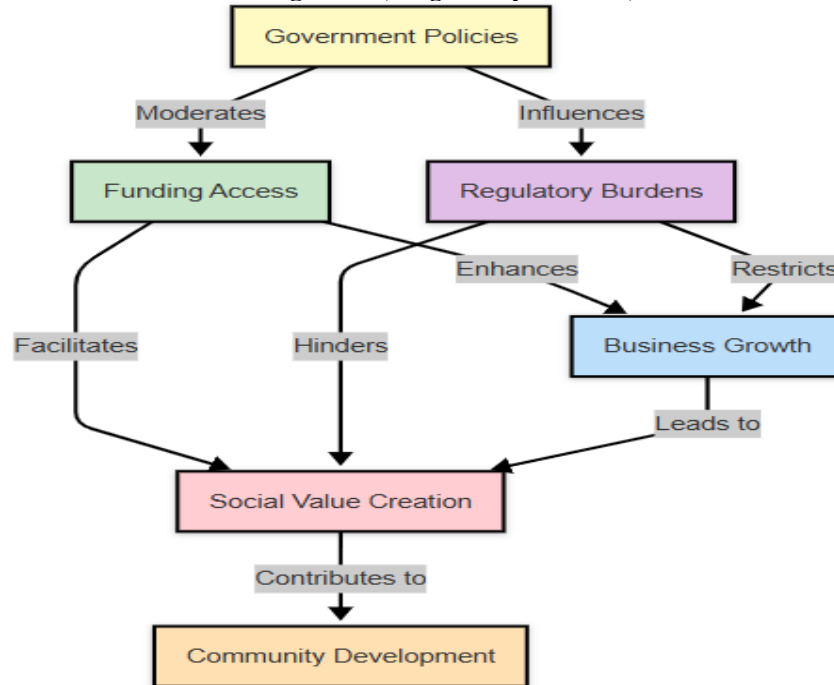 Government Policies
Moderates
Influences
Funding Access
Regulatory Burdens
Enhances
Restricts
Facilitates
Hinders
Business Growth
Leads to
Social Value Creation
Contributes to
Community Development